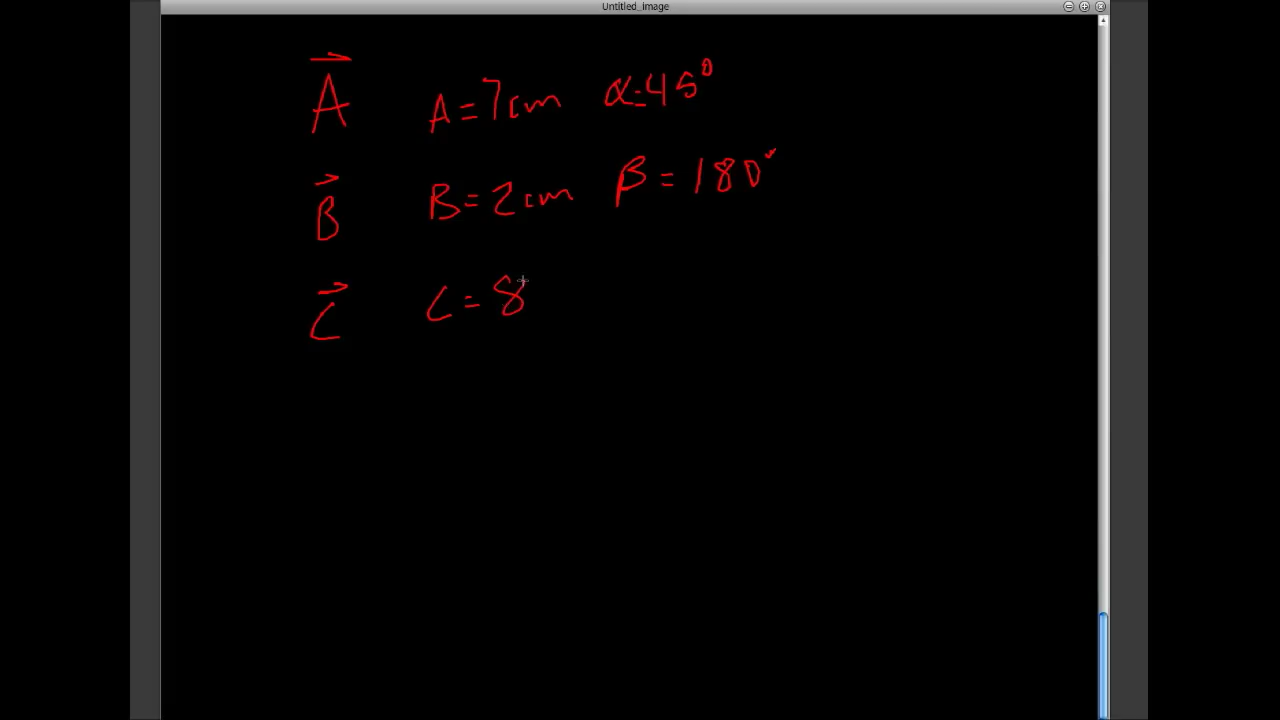 Untitled_image
A⃗ A=7cm α=45°
B⃗ B=2cm β=180°
C⃗ C=8